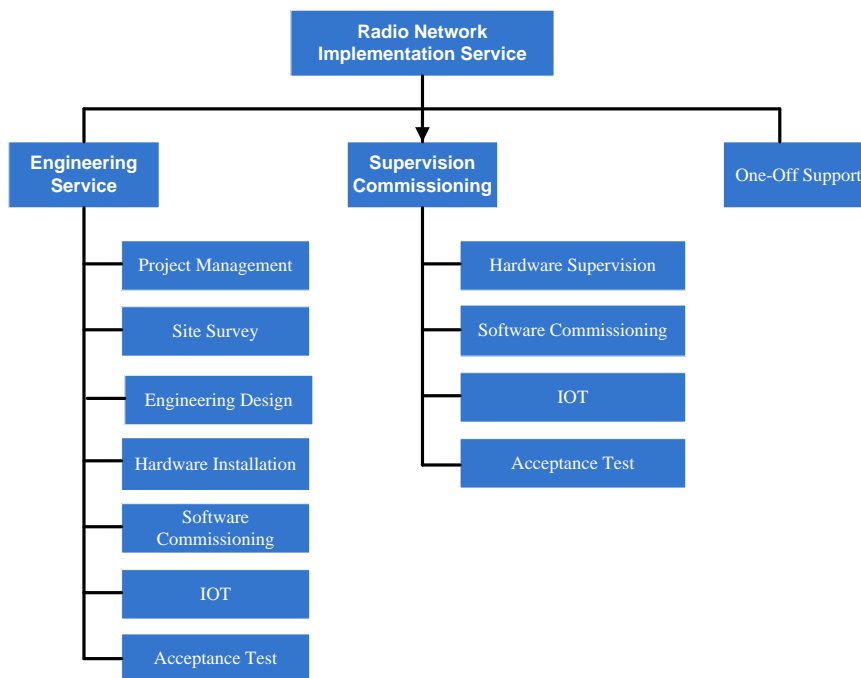 Radio Network
Implementation Service
Engineering
Service
Supervision
Commissioning
One-Off Support
Project Management
Site Survey
Engineering Design
Hardware Installation
Software
Commissioning
IOT
Acceptance Test
Hardware Supervision
Software Commissioning
IOT
Acceptance Test